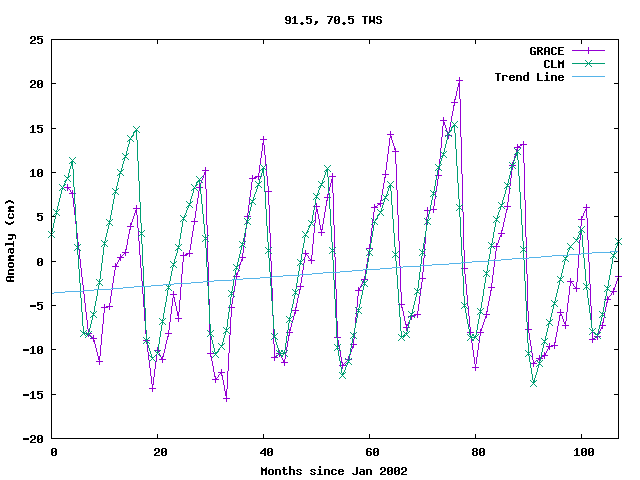 91.5, 70.5 TWS
GRACE
CLM
Trend Line
25
20
15
10
5
0
-5
-10
-15
-20
Anomaly (cm)
0 20 40 60 80 100
Months since Jan 2002